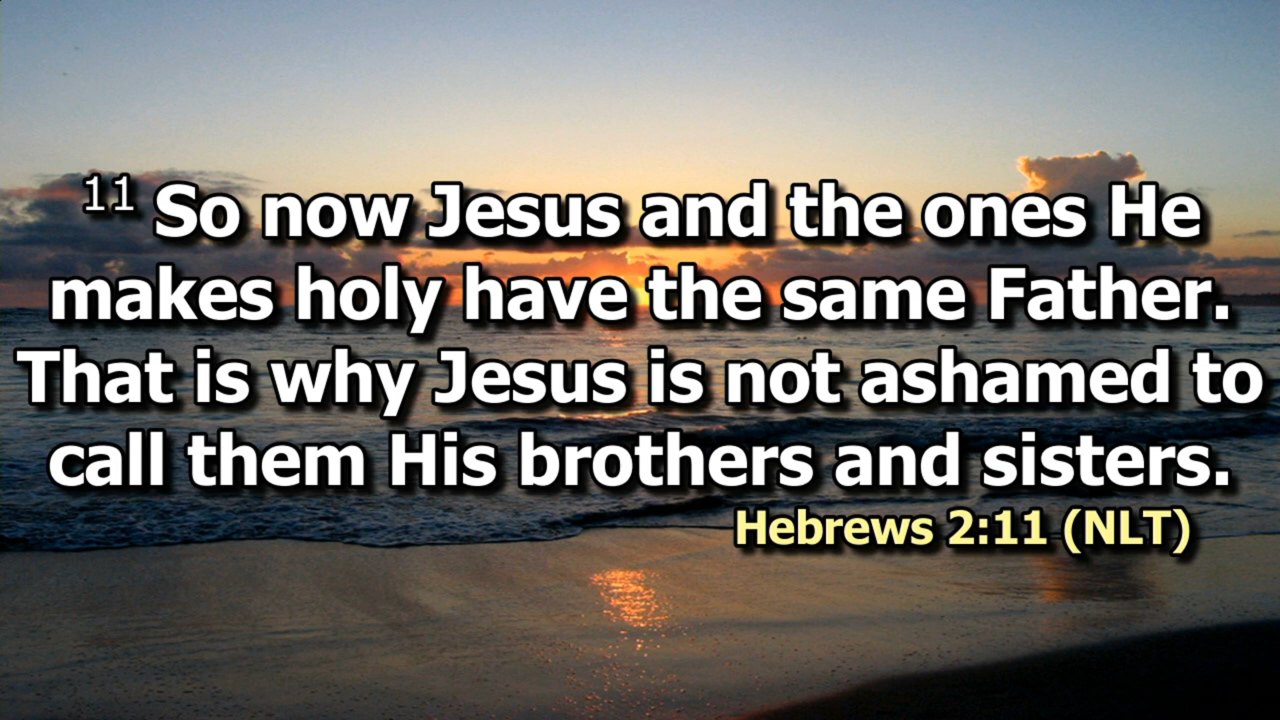 11 So now Jesus and the ones He
makes holy have the same Father.
That is why Jesus is not ashamed to
call them His brothers and sisters.
Hebrews 2:11 (NLT)